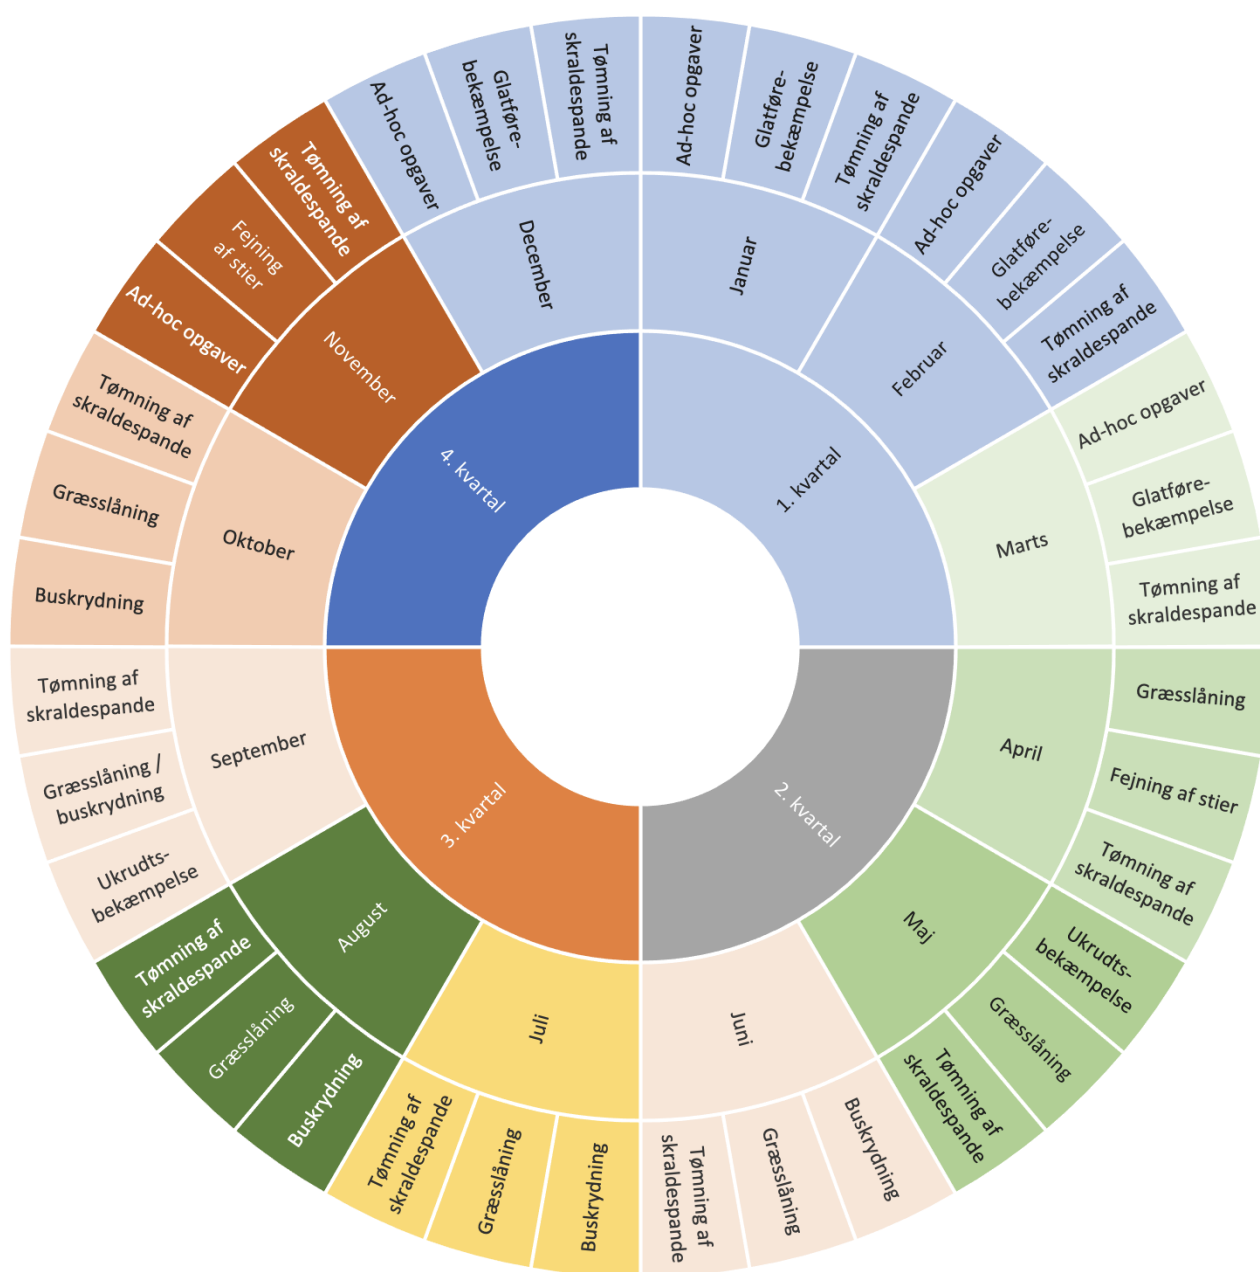 1. kvartal
Januar
Ad-hoc opgaver
Glatføre-
bekæmpelse
Tømning af
skraldespande
Februar
Ad-hoc opgaver
Glatføre-
bekæmpelse
Tømning af
skraldespande
Marts
Ad-hoc opgaver
Glatføre-
bekæmpelse
Tømning af
skraldespande
2. kvartal
April
Græsslåning
Fejning af stier
Tømning af
skraldespande
Maj
Ukrudts-
bekæmpelse
Græsslåning
Tømning af
skraldespande
Juni
Buskrydning
Græsslåning
Tømning af
skraldespande
3. kvartal
Juli
Buskrydning
Græsslåning
Tømning af
skraldespande
August
Buskrydning
Græsslåning
Tømning af
skraldespande
September
Ukrudts-
bekæmpelse
Græsslåning /
buskrydning
Tømning af
skraldespande
4. kvartal
Oktober
Buskrydning
Græsslåning
Tømning af
skraldespande
November
Ad-hoc opgaver
Fejning
af stier
Tømning af
skraldespande
December
Ad-hoc opgaver
Glatføre-
bekæmpelse
Tømning af
skraldespande